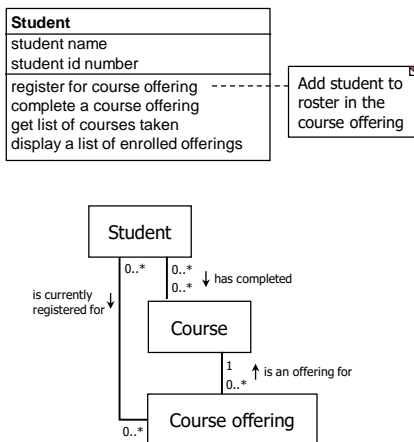 Student
student name
student id number
register for course offering
complete a course offering
get list of courses taken
display a list of enrolled offerings
Add student to
roster in the
course offering
Student
0..*
0..*
has completed
0..*
is currently
registered for
Course
1
is an offering for
0..*
Course offering
0..*